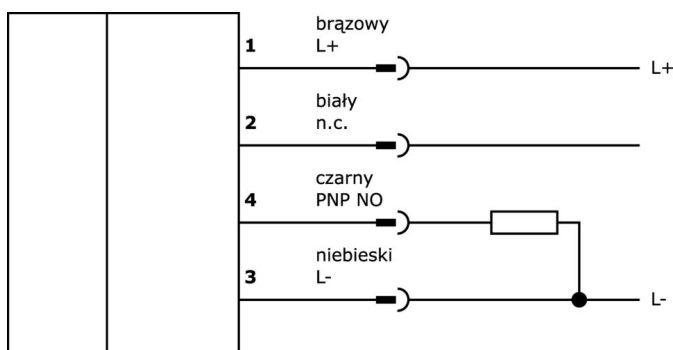 brązowy
1 L+
L+
biały
2 n.c.
czarny
4 PNP NO
niebieski
3 L-
L-